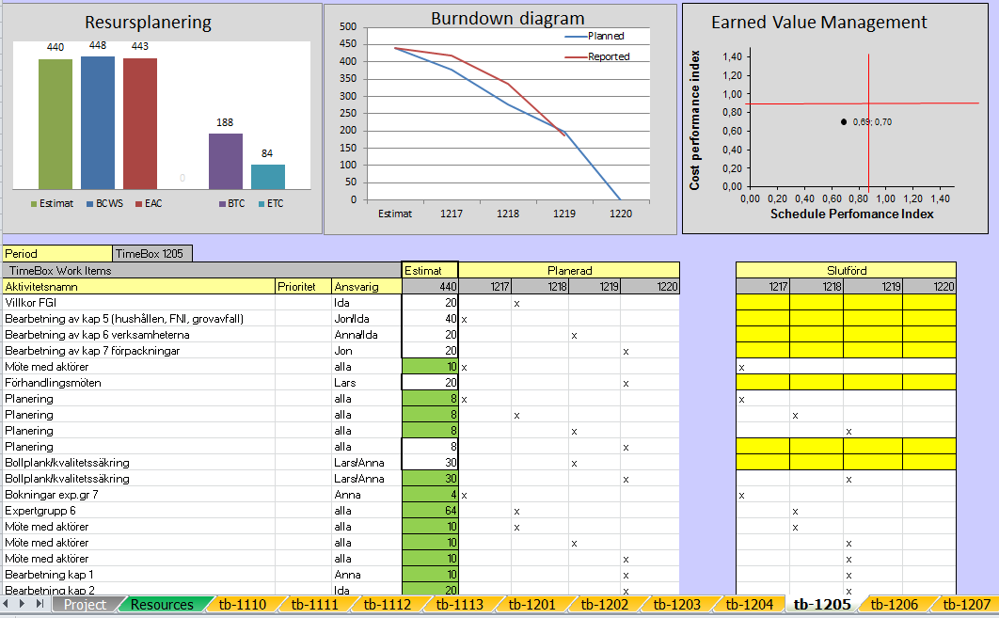 Resursplanering
440 448 443 0 188 84
Estimat BCWS EAC BTC ETC
Burndown diagram
Planned
Reported
500
450
400
350
300
250
200
150
100
50
0
Estimat 1217 1218 1219 1220
Earned Value Management
Cost performance index
1,40
1,20
1,00
0,80
0,60
0,40
0,20
0,00
0,69; 0,70
0,00 0,20 0,40 0,60 0,80 1,00 1,20 1,40
Schedule Perfomance Index
Period TimeBox 1205
TimeBox Work Items Estimat Planerad Slutförd
Aktivitetsnamn Prioritet Ansvarig 440 1217 1218 1219 1220 1217 1218 1219 1220
Villkor FGI Ida 20 x
Bearbetning av kap 5 (hushållen, FNI, grovavfall) Jon/Ida 40 x
Bearbetning av kap 6 verksamheterna Anna/Ida 20 x
Bearbetning av kap 7 förpackningar Jon 20 x
Möte med aktörer alla 10 x x
Förhandlingsmöten Lars 20 x
Planering alla 8 x x
Planering alla 8 x x
Planering alla 8 x x
Planering alla 8 x
Bollplank/kvalitetssäkring Lars/Anna 30 x
Bollplank/kvalitetssäkring Lars/Anna 30 x x
Bokningar exp.gr 7 Anna 4 x x
Expertgrupp 6 alla 64 x x
Möte med aktörer alla 10 x x
Möte med aktörer alla 10 x x
Möte med aktörer alla 10 x x
Bearbetning kap 1 Anna 10 x x
Bearbetning kap 2 Ida 20 x x
Project Resources tb-1110 tb-1111 tb-1112 tb-1113 tb-1201 tb-1202 tb-1203 tb-1204 tb-1205 tb-1206 tb-1207